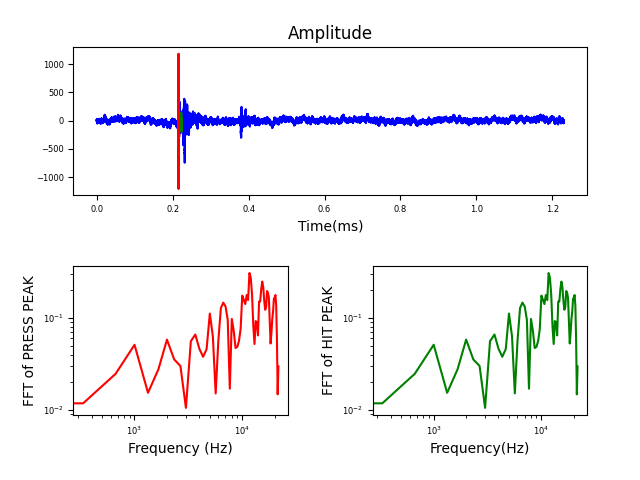 Amplitude
1000
500
0
−500
−1000
0.0 0.2 0.4 0.6 0.8 1.0 1.2
Time(ms)
FFT of PRESS PEAK
10⁻¹
10⁻²
10³ 10⁴
Frequency (Hz)
FFT of HIT PEAK
10⁻¹
10⁻²
10³ 10⁴
Frequency(Hz)